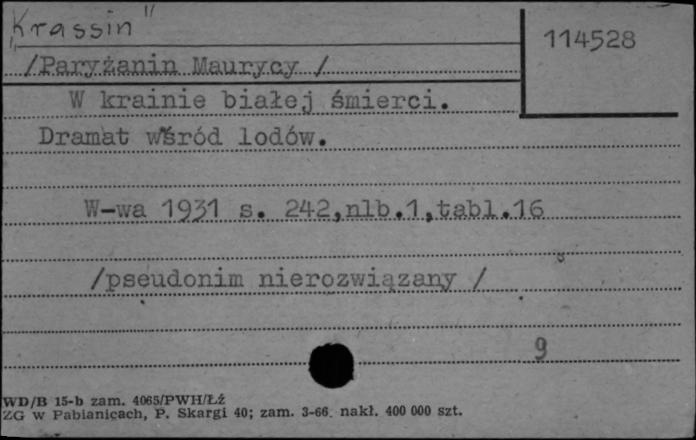 „Krassin"
114528
/Paryżanin Maurycy /
W krainie białej śmierci.
Dramat wśród lodów.
W-wa 1931 s. 242,nlb.1,tabl.16
/pseudonim nierozwiązany /
9
WD/B 15-b zam. 4065/PWH/Łź
ZG w Pabianicach, P. Skargi 40; zam. 3-66. nakł. 400 000 szt.